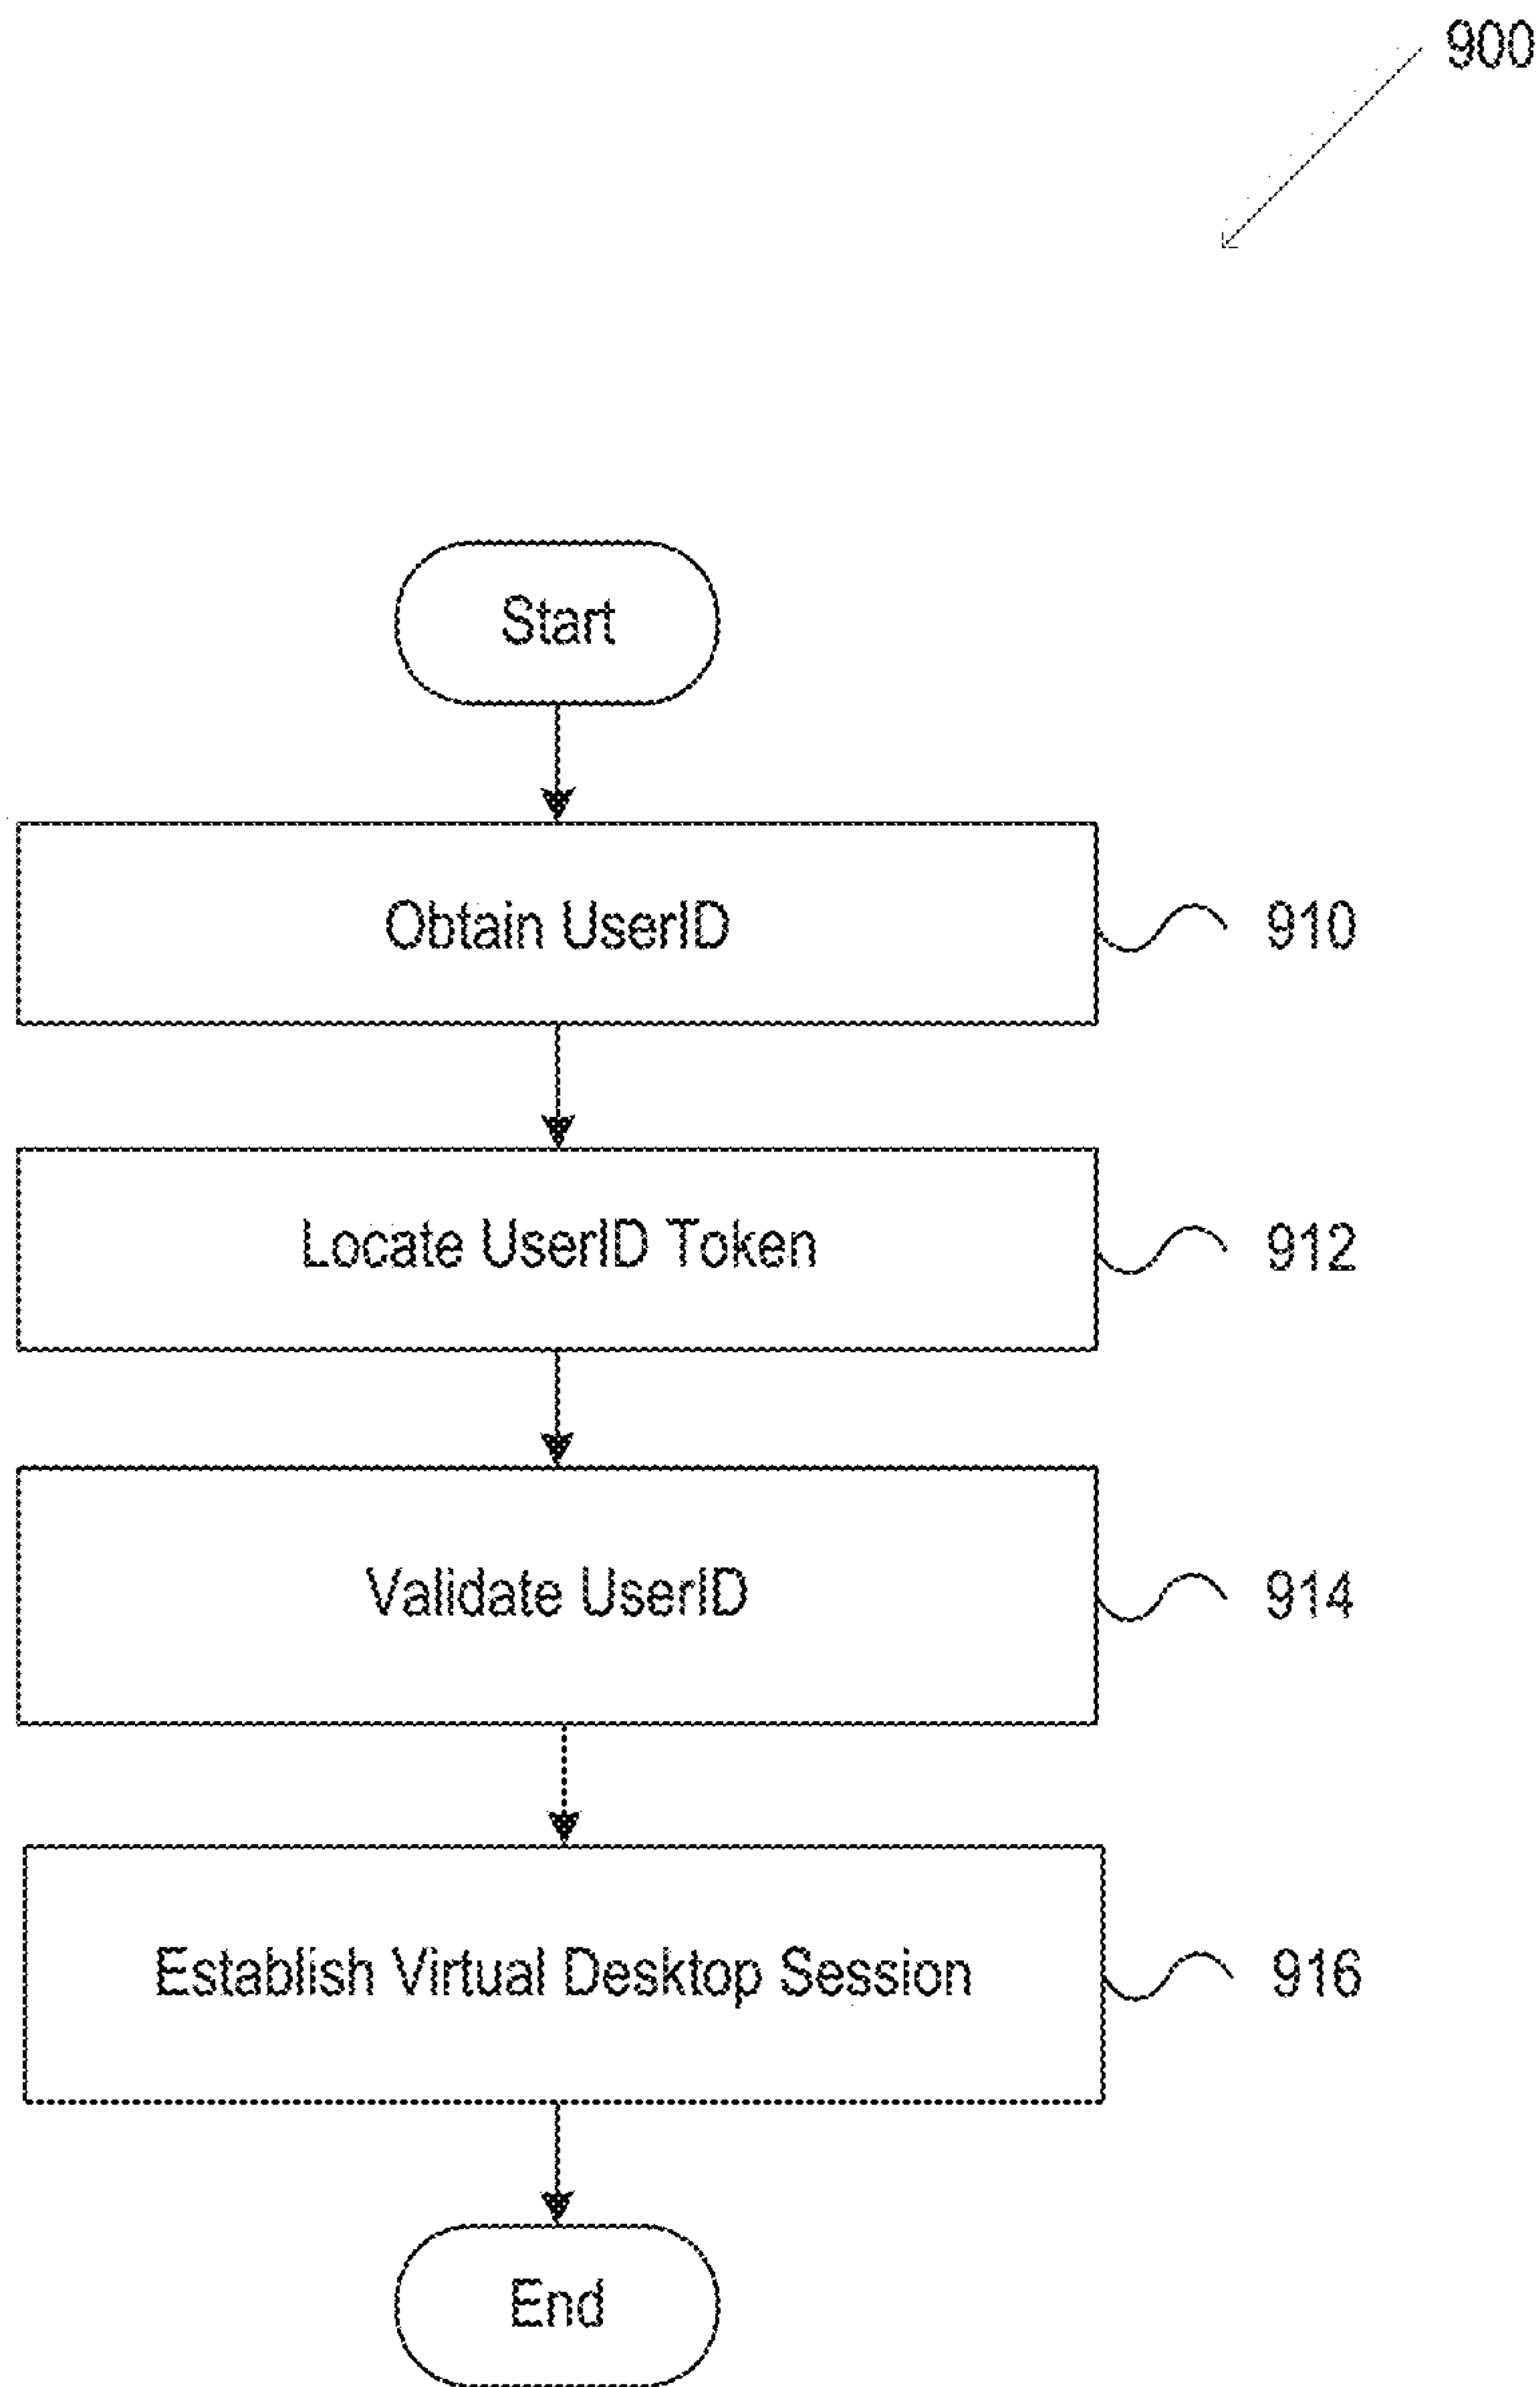 900
Start
Obtain UserID
910
Locate UserID Token
912
Validate UserID
914
Establish Virtual Desktop Session
916
End